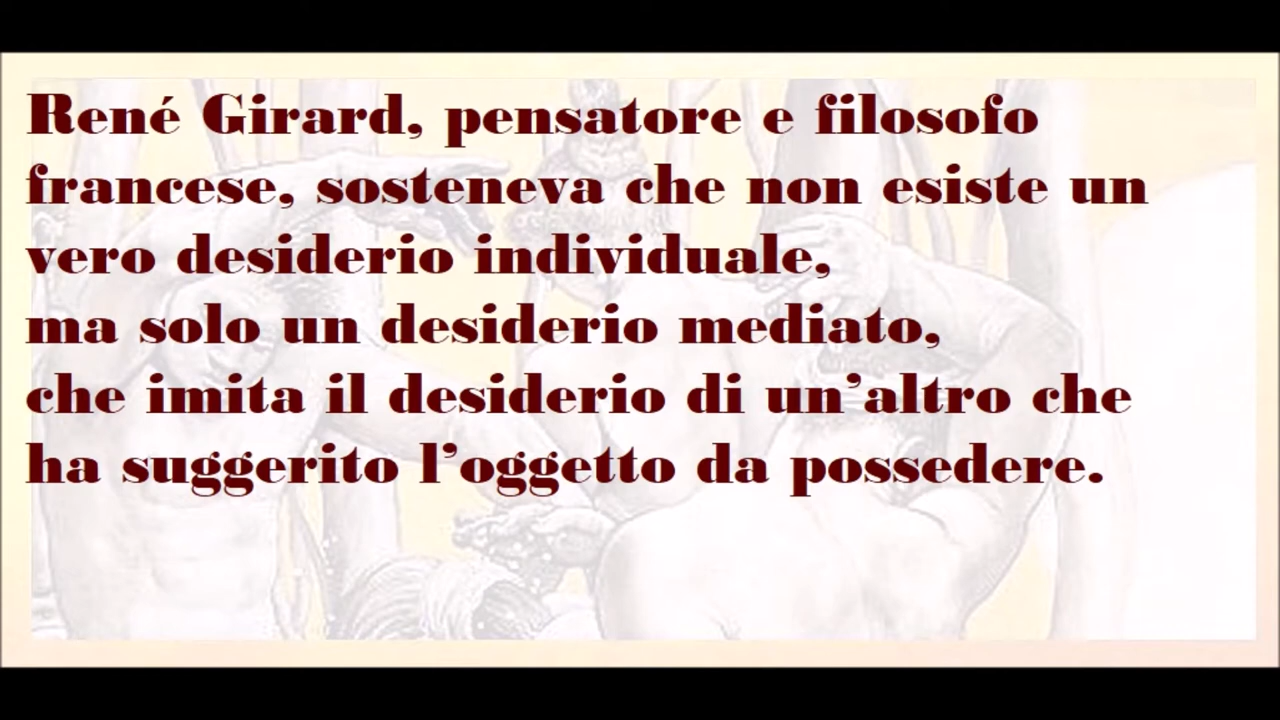 René Girard, pensatore e filosofo
francese, sosteneva che non esiste un
vero desiderio individuale,
ma solo un desiderio mediato,
che imita il desiderio di un’altro che
ha suggerito l’oggetto da possedere.